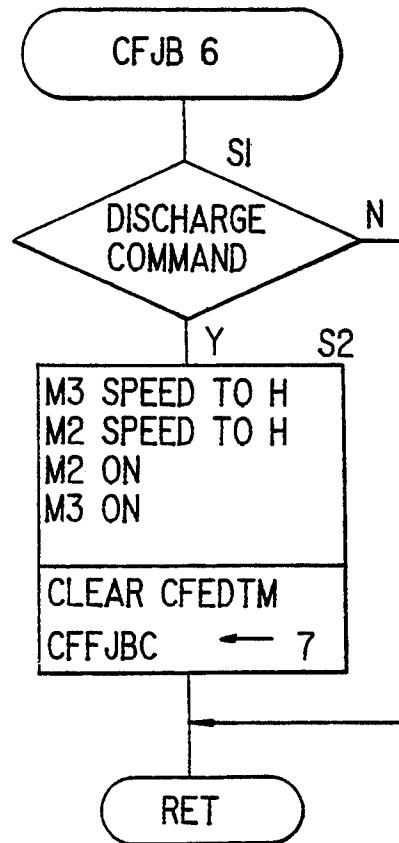 CFJB 6
S1
DISCHARGE
COMMAND
N
Y
S2
M3 SPEED TO H
M2 SPEED TO H
M2 ON
M3 ON
CLEAR CFEDTM
CFFJBC ← 7
RET